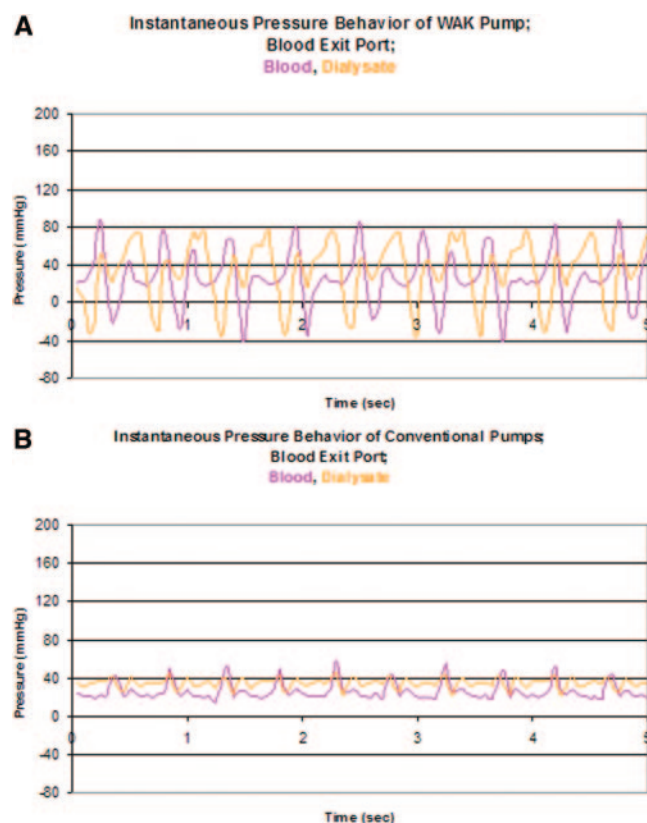 A
Instantaneous Pressure Behavior of WAK Pump;
Blood Exit Port;
Blood, Dialysate
Pressure (mmHg)
200
160
120
80
40
0
-40
-80
0 1 2 3 4 5
Time (sec)
B
Instantaneous Pressure Behavior of Conventional Pumps;
Blood Exit Port;
Blood, Dialysate
Pressure (mmHg)
200
160
120
80
40
0
-40
-80
0 1 2 3 4 5
Time (sec)